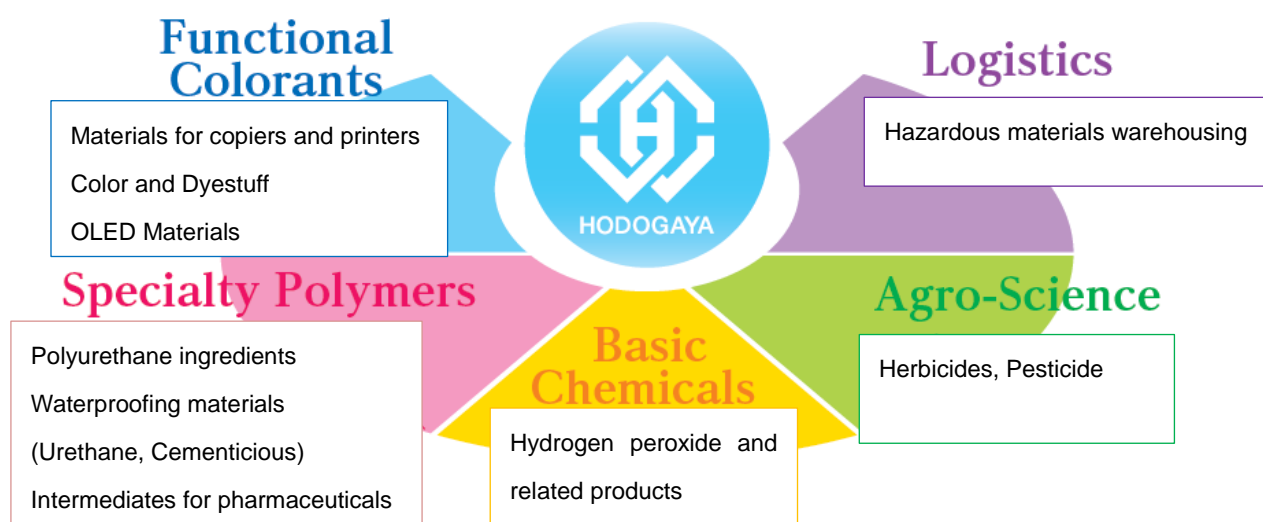 Functional
Colorants
Materials for copiers and printers
Color and Dyestuff
OLED Materials
HODOGAYA
Logistics
Hazardous materials warehousing
Specialty Polymers
Polyurethane ingredients
Waterproofing materials
(Urethane, Cementicious)
Intermediates for pharmaceuticals
Basic
Chemicals
Hydrogen peroxide and
related products
Agro-Science
Herbicides, Pesticide